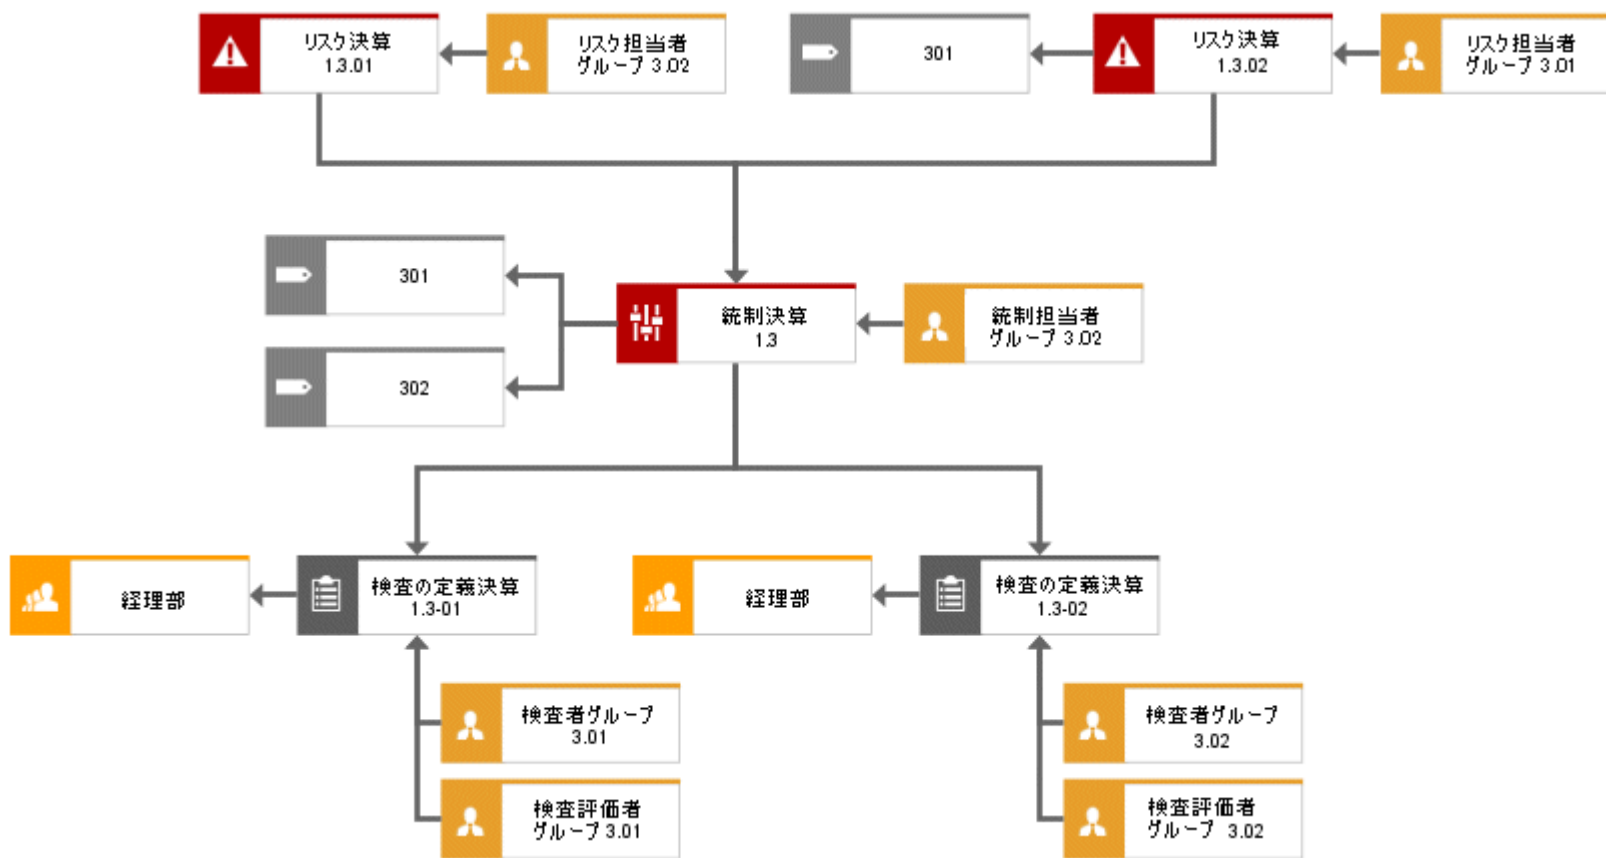 リスク決算
1.3.01
リスク担当者
グループ 3.02
301
リスク決算
1.3.02
リスク担当者
グループ 3.01
301
302
統制決算
1.3
統制担当者
グループ 3.02
経理部
検査の定義決算
1.3-01
経理部
検査の定義決算
1.3-02
検査者グループ
3.01
検査評価者
グループ 3.01
検査者グループ
3.02
検査評価者
グループ 3.02